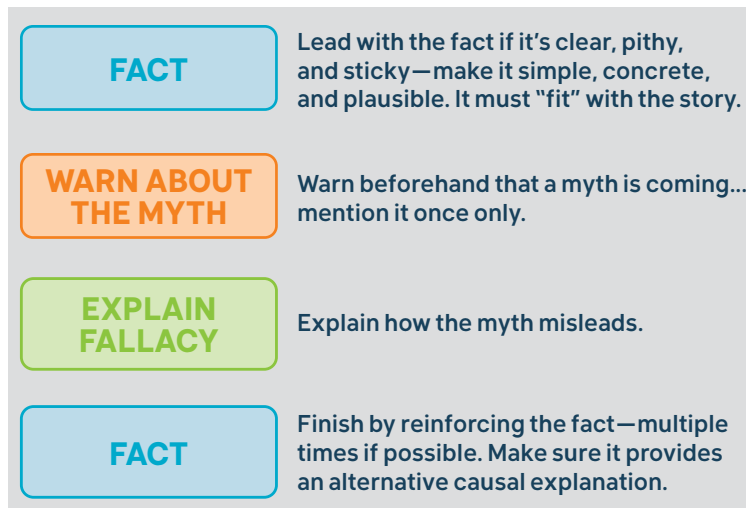 FACT
Lead with the fact if it’s clear, pithy,
and sticky—make it simple, concrete,
and plausible. It must “fit” with the story.
WARN ABOUT
THE MYTH
Warn beforehand that a myth is coming...
mention it once only.
EXPLAIN
FALLACY
Explain how the myth misleads.
FACT
Finish by reinforcing the fact—multiple
times if possible. Make sure it provides
an alternative causal explanation.